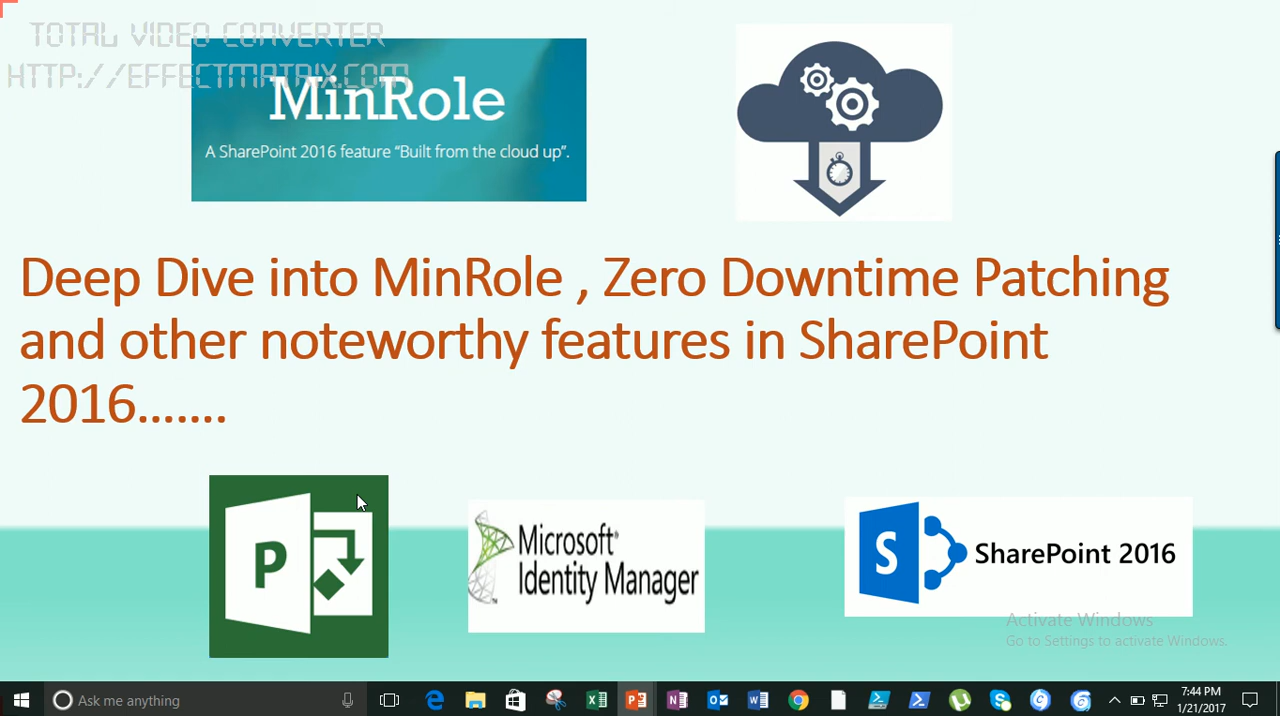 TOTAL VIDEO CONVERTER
HTTP://EFFECTMATRIX.COM
MinRole
A SharePoint 2016 feature “Built from the cloud up”.
Deep Dive into MinRole , Zero Downtime Patching
and other noteworthy features in SharePoint
2016.......
P
Microsoft®
Identity Manager
™
S
SharePoint 2016
Activate Windows
Go to Settings to activate Windows.
Ask me anything
7:44 PM
1/21/2017